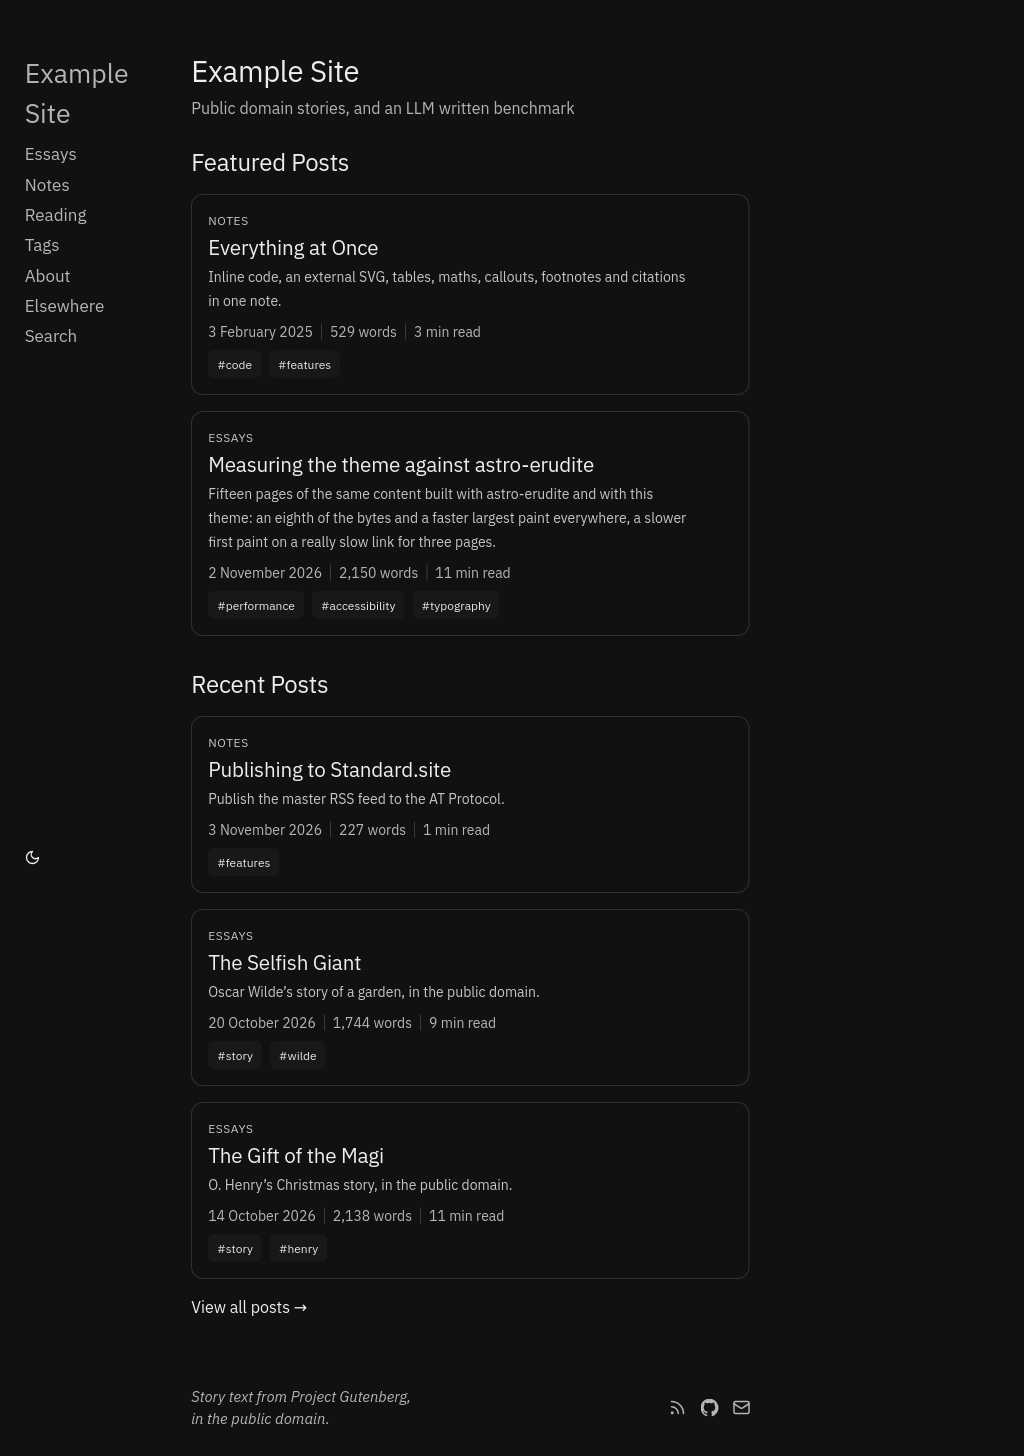 Example
Site
Essays
Notes
Reading
Tags
About
Elsewhere
Search
Example Site
Public domain stories, and an LLM written benchmark
Featured Posts
NOTES
Everything at Once
Inline code, an external SVG, tables, maths, callouts, footnotes and citations
in one note.
3 February 2025 529 words 3 min read
#code #features
ESSAYS
Measuring the theme against astro-erudite
Fifteen pages of the same content built with astro-erudite and with this
theme: an eighth of the bytes and a faster largest paint everywhere, a slower
first paint on a really slow link for three pages.
2 November 2026 2,150 words 11 min read
#performance #accessibility #typography
Recent Posts
NOTES
Publishing to Standard.site
Publish the master RSS feed to the AT Protocol.
3 November 2026 227 words 1 min read
#features
ESSAYS
The Selfish Giant
Oscar Wilde’s story of a garden, in the public domain.
20 October 2026 1,744 words 9 min read
#story #wilde
ESSAYS
The Gift of the Magi
O. Henry’s Christmas story, in the public domain.
14 October 2026 2,138 words 11 min read
#story #henry
View all posts →
Story text from Project Gutenberg,
in the public domain.